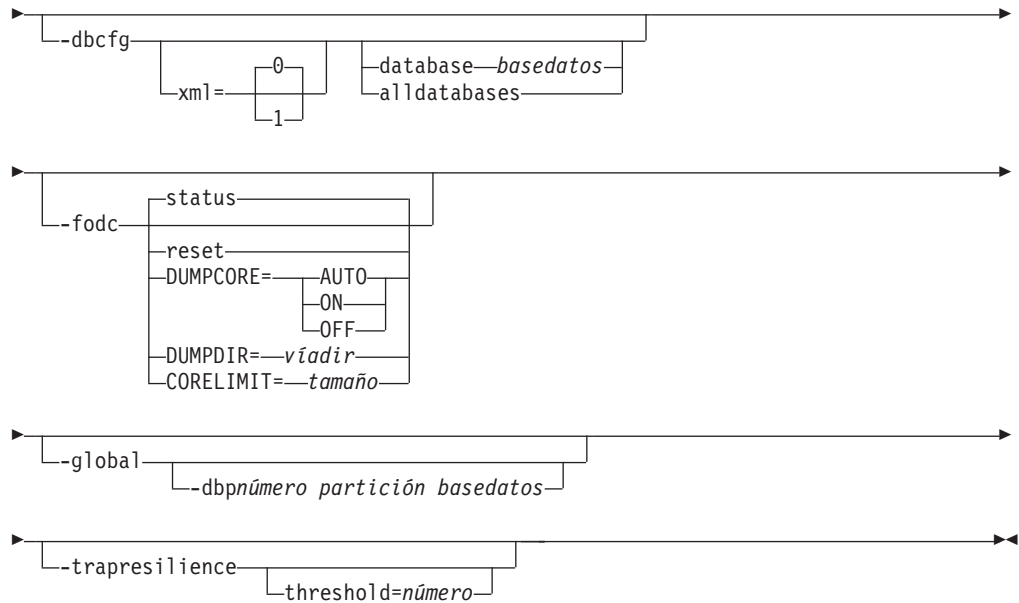 -dbcfg
xml= 0 1
database basedatos
alldatabases
-fodc
status
reset
DUMPCORE= AUTO
ON
OFF
DUMPDIR= víadir
CORELIMIT= tamaño
-global
-dbpnúmero partición basedatos
-trapresilience
threshold=número